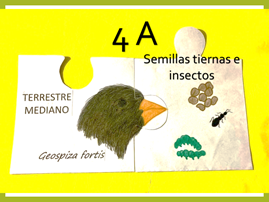 4 A
Semillas tiernas e
insectos
TERRESTRE
MEDIANO
Geospiza fortis